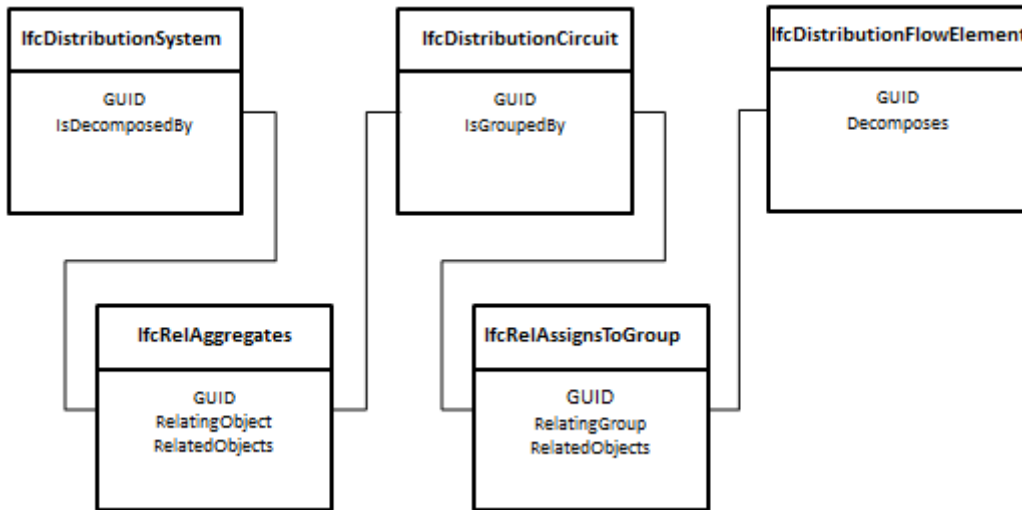 IfcDistributionSystem
GUID
IsDecomposedBy
IfcDistributionCircuit
GUID
IsGroupedBy
IfcDistributionFlowElement
GUID
Decomposes
IfcRelAggregates
GUID
RelatingObject
RelatedObjects
IfcRelAssignsToGroup
GUID
RelatingGroup
RelatedObjects